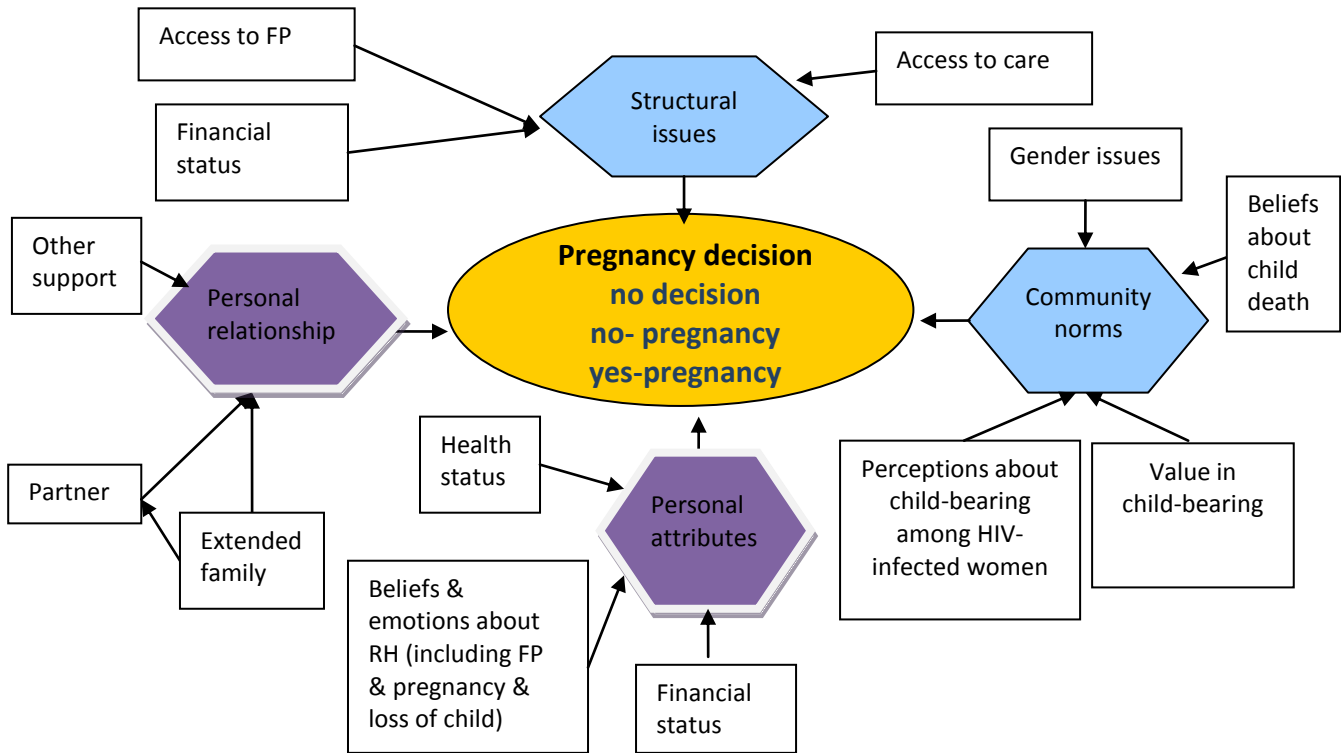 Access to FP
Access to care
Structural
issues
Financial
status
Gender issues
Beliefs
about
child
death
Other
support
Personal
relationship
Pregnancy decision
no decision
no- pregnancy
yes-pregnancy
Community
norms
Health
status
Partner
Extended
family
Personal
attributes
Perceptions about
child-bearing
among HIV-
infected women
Value in
child-bearing
Beliefs &
emotions about
RH (including FP
& pregnancy &
loss of child)
Financial
status